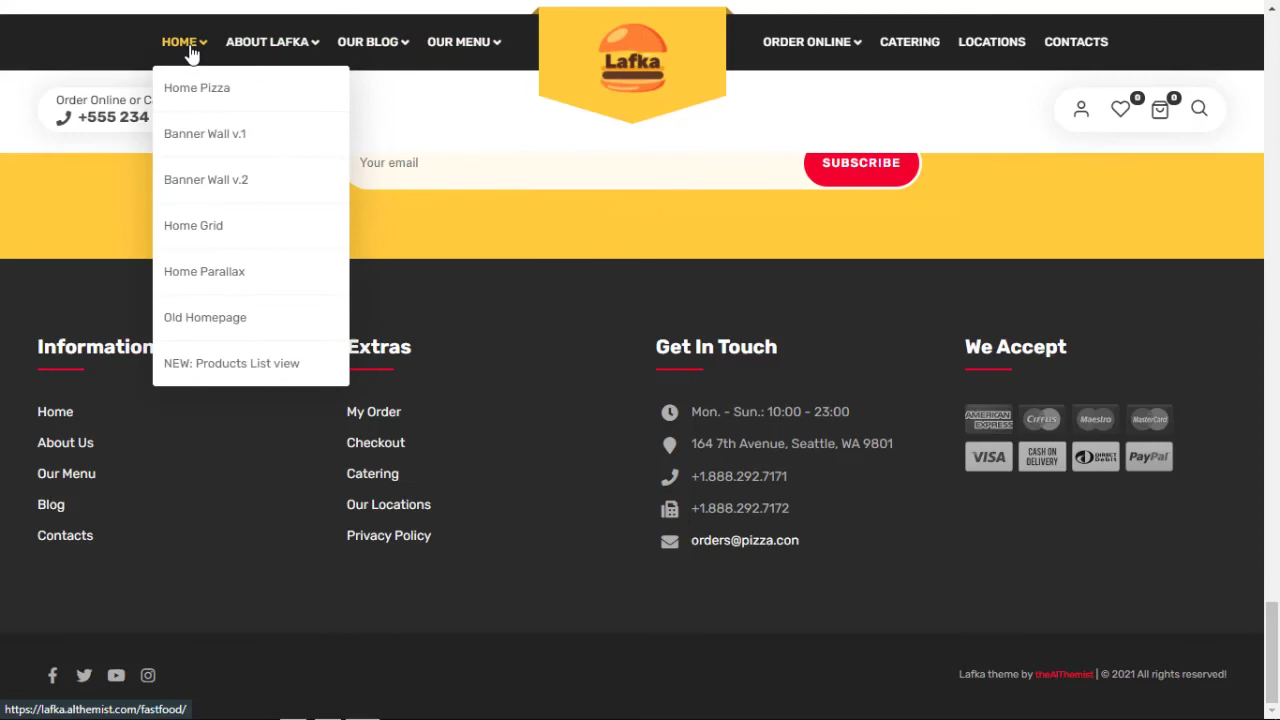 HOME ABOUT LAFKA OUR BLOG OUR MENU Lafka ORDER ONLINE CATERING LOCATIONS CONTACTS
Order Online or
+555 234
0 0
Home Pizza
Banner Wall v.1
Banner Wall v.2
Home Grid
Home Parallax
Old Homepage
NEW: Products List view
Your email SUBSCRIBE
Information
Home
About Us
Our Menu
Blog
Contacts
Extras
My Order
Checkout
Catering
Our Locations
Privacy Policy
Get In Touch
Mon. - Sun.: 10:00 - 23:00
164 7th Avenue, Seattle, WA 9801
+1.888.292.7171
+1.888.292.7172
orders@pizza.con
We Accept
AMERICAN EXPRESS Cirrus Maestro MasterCard
VISA CASH ON DELIVERY DIRECT Debit PayPal
Lafka theme by theAlThemist | © 2021 All rights reserved!
https://lafka.althemist.com/fastfood/